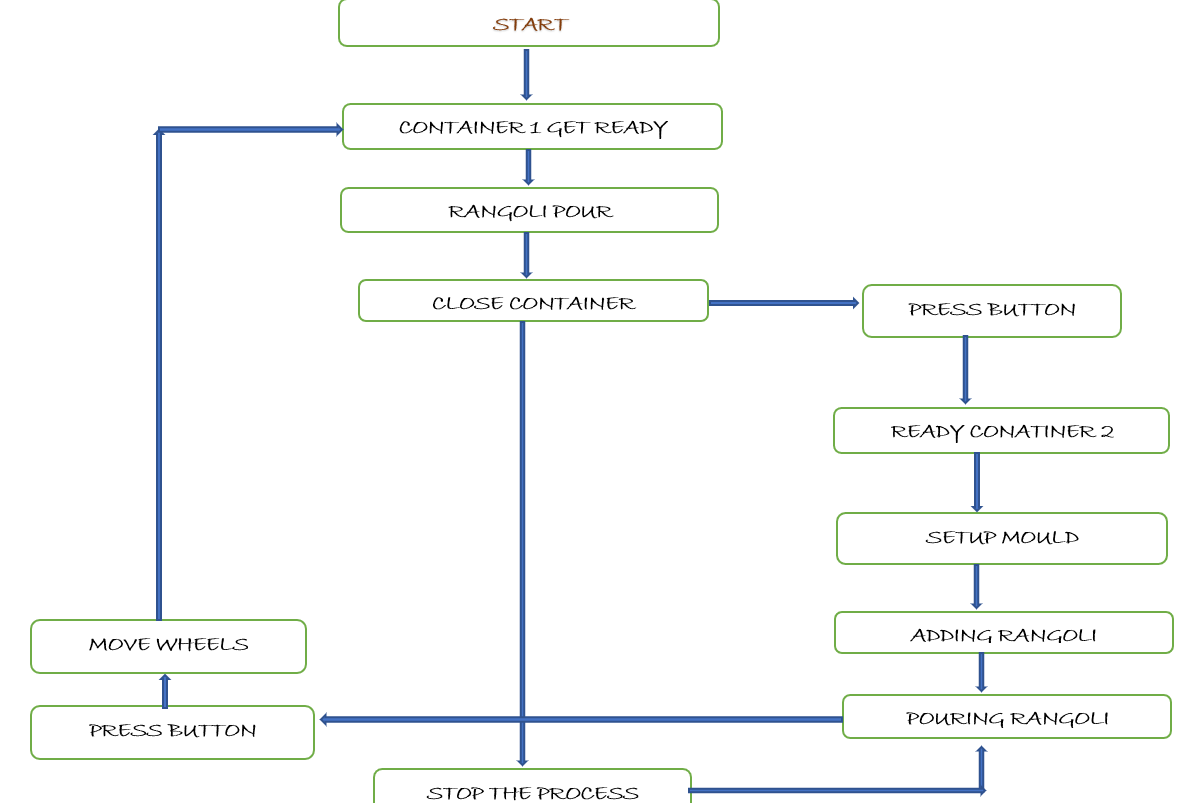 START
CONTAINER 1 GET READY
RANGOLI POUR
CLOSE CONTAINER
PRESS BUTTON
READY CONATINER 2
SETUP MOULD
ADDING RANGOLI
MOVE WHEELS
POURING RANGOLI
PRESS BUTTON
STOP THE PROCESS